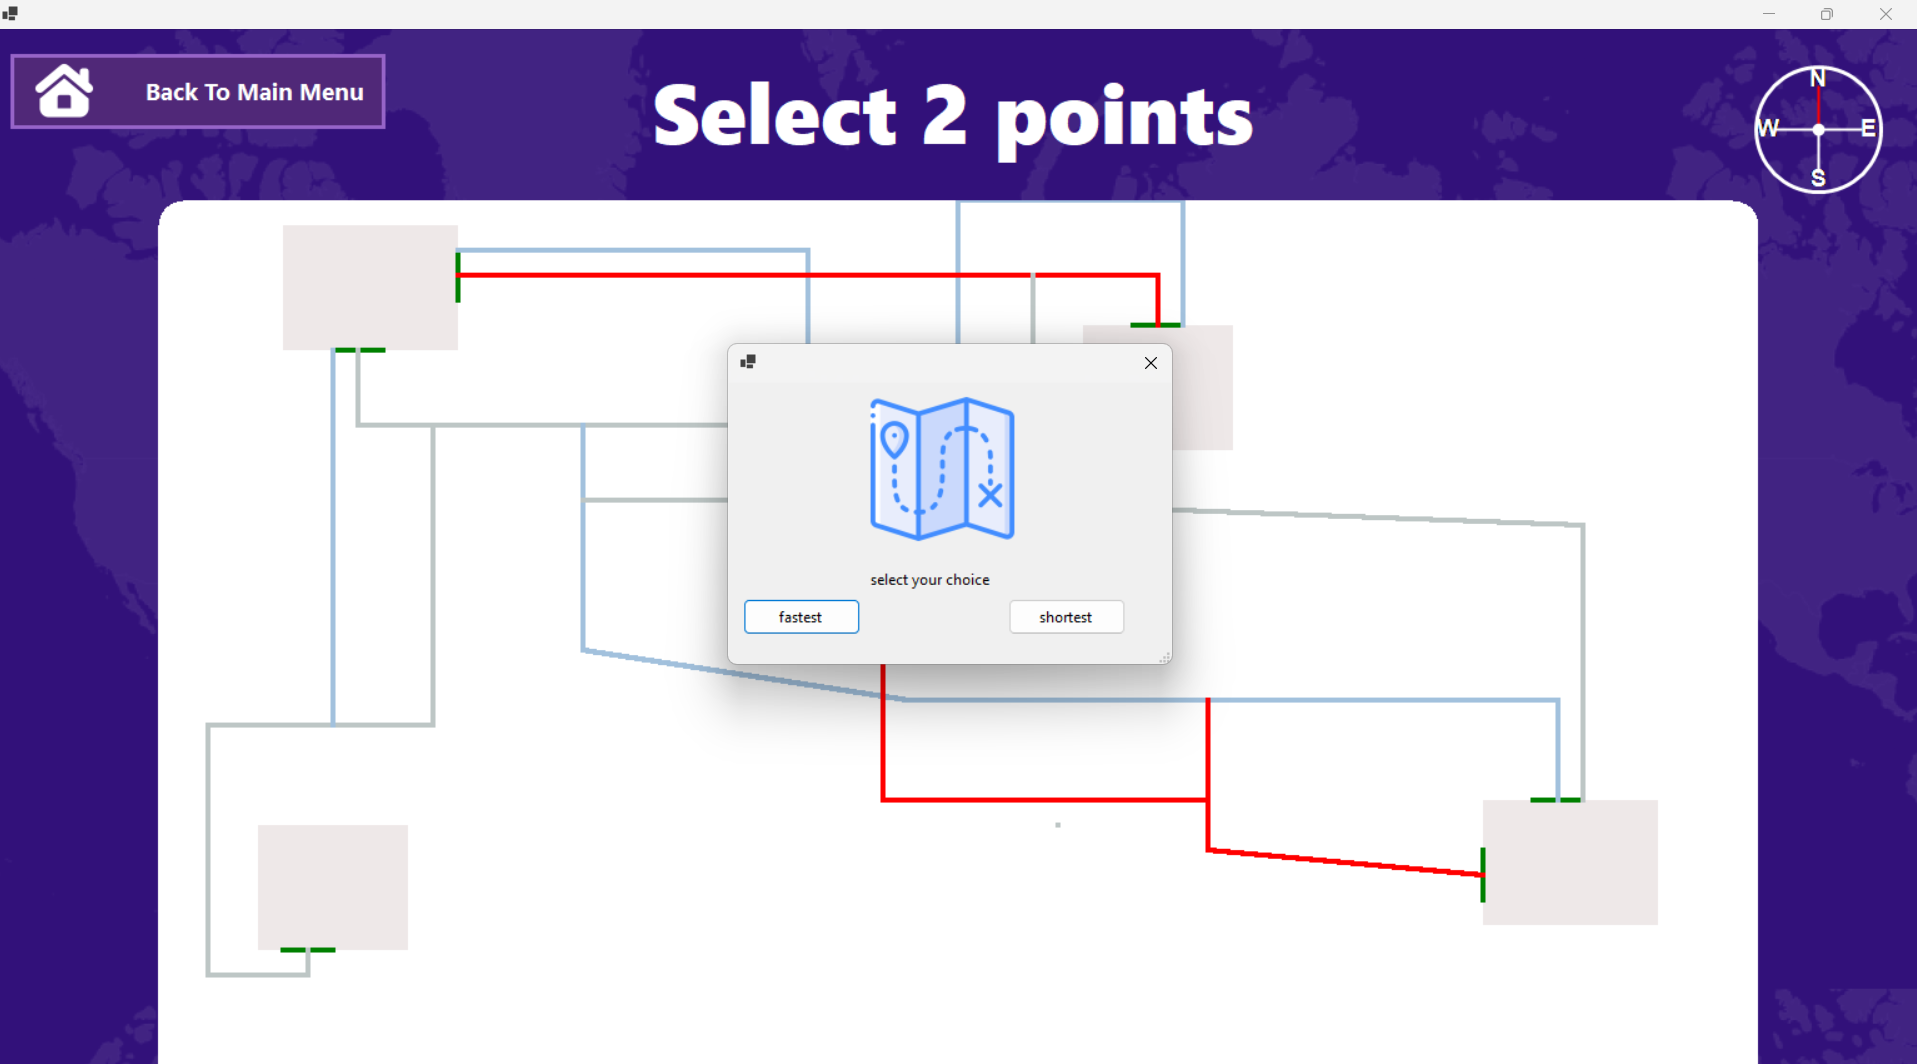 Back To Main Menu
Select 2 points
N
W
E
S
select your choice
fastest
shortest